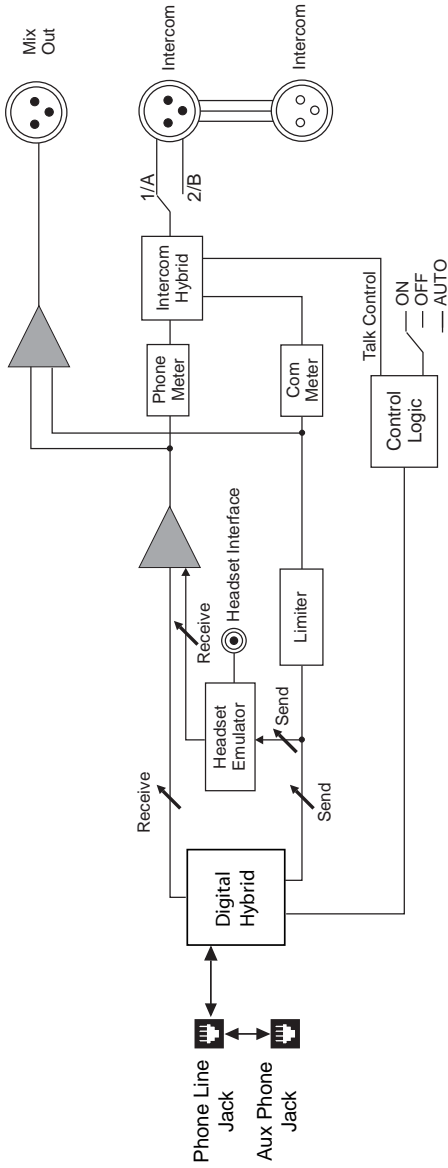 Mix
Out
Intercom
Intercom
1/A
2/B
Intercom
Hybrid
Phone
Meter
Com
Meter
Talk Control
ON
OFF
AUTO
Control
Logic
Receive
Headset Interface
Limiter
Headset
Emulator
Send
Receive
Send
Digital
Hybrid
Phone Line
Jack
Aux Phone
Jack